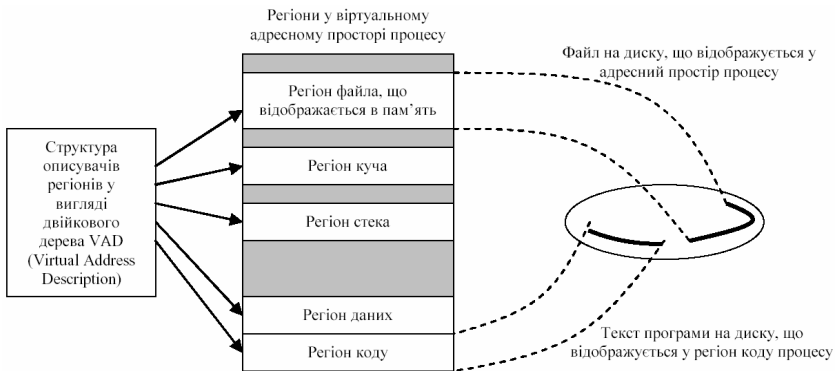 Регіони у віртуальному
адресному просторі процесу
Файл на диску, що відображується у
адресний простір процесу
Регіон файла, що
відображається в пам’ять
Структура
описувачів
регіонів у
вигляді
двійкового
дерева VAD
(Virtual Address
Description)
Регіон куча
Регіон стека
Регіон даних
Регіон коду
Текст програми на диску, що
відображується у регіон коду процесу